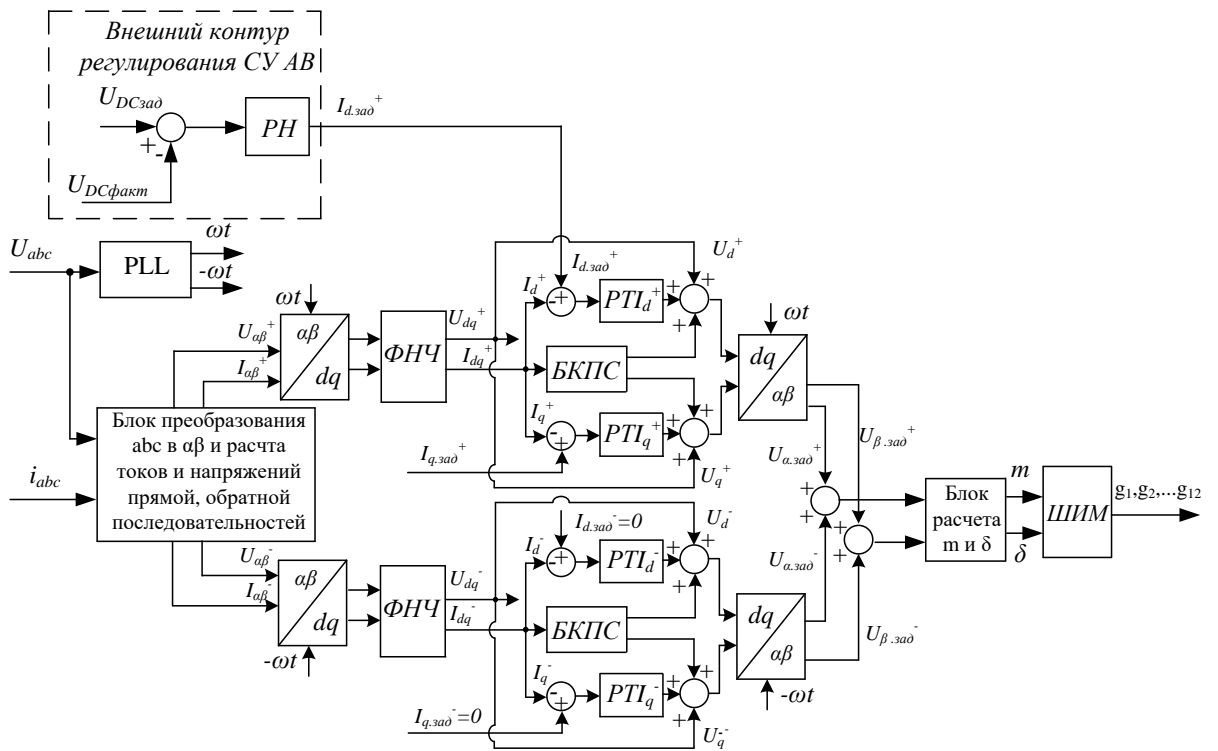 Внешний контур
регулирования СУ АВ
U_DCзад
+
-
РН
I_d.зад⁺
U_DCфакт
U_abc
PLL
ωt
-ωt
U_αβ⁺
I_αβ⁺
ωt
αβ
dq
ФНЧ
U_dq⁺
I_dq⁺
I_d⁺
I_d.зад⁺
-
+
РТI_d⁺
+
+
+
U_d⁺
БКПС
I_q⁺
-
+
РТI_q⁺
+
+
+
U_q⁺
I_q.зад⁺
ωt
dq
αβ
U_α.зад⁺
U_β.зад⁺
i_abc
Блок преобразования
abc в αβ и расчта
токов и напряжений
прямой, обратной
последовательностей
U_αβ⁻
I_αβ⁻
αβ
dq
-ωt
ФНЧ
U_dq⁻
I_dq⁻
I_d⁻
I_d.зад⁻=0
-
+
РТI_d⁻
+
+
+
U_d⁻
БКПС
I_q⁻
-
+
РТI_q⁻
+
+
+
U_q⁻
I_q.зад⁻=0
dq
αβ
-ωt
U_α.зад⁻
U_β.зад⁻
+
+
+
+
Блок
расчета
m и δ
m
δ
ШИМ
g₁,g₂,...g₁₂